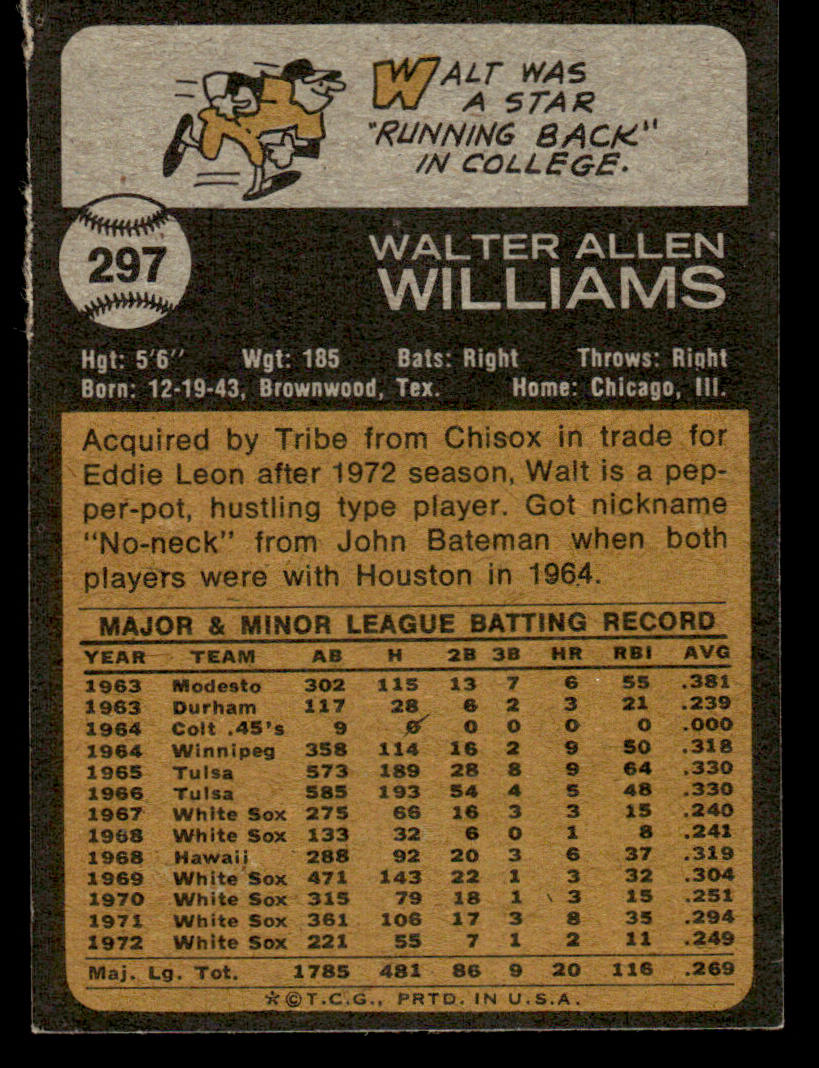 WALT WAS
A STAR
"RUNNING BACK"
IN COLLEGE.
297
WALTER ALLEN
WILLIAMS
Hgt: 5'6" Wgt: 185 Bats: Right Throws: Right
Born: 12-19-43, Brownwood, Tex. Home: Chicago, Ill.
Acquired by Tribe from Chisox in trade for
Eddie Leon after 1972 season, Walt is a pep-
per-pot, hustling type player. Got nickname
"No-neck" from John Bateman when both
players were with Houston in 1964.
MAJOR & MINOR LEAGUE BATTING RECORD
YEAR TEAM AB H 2B 3B HR RBI AVG
1963 Modesto 302 115 13 7 6 55 .381
1963 Durham 117 28 6 2 3 21 .239
1964 Colt .45's 9 0 0 0 0 0 .000
1964 Winnipeg 358 114 16 2 9 50 .318
1965 Tulsa 573 189 28 8 9 64 .330
1966 Tulsa 585 193 54 4 5 48 .330
1967 White Sox 275 66 16 3 3 15 .240
1968 White Sox 133 32 6 0 1 8 .241
1968 Hawaii 288 92 20 3 6 37 .319
1969 White Sox 471 143 22 1 3 32 .304
1970 White Sox 315 79 18 1 3 15 .251
1971 White Sox 361 106 17 3 8 35 .294
1972 White Sox 221 55 7 1 2 11 .249
Maj. Lg. Tot. 1785 481 86 9 20 116 .269
*©T.C.G., PRTD. IN U.S.A.